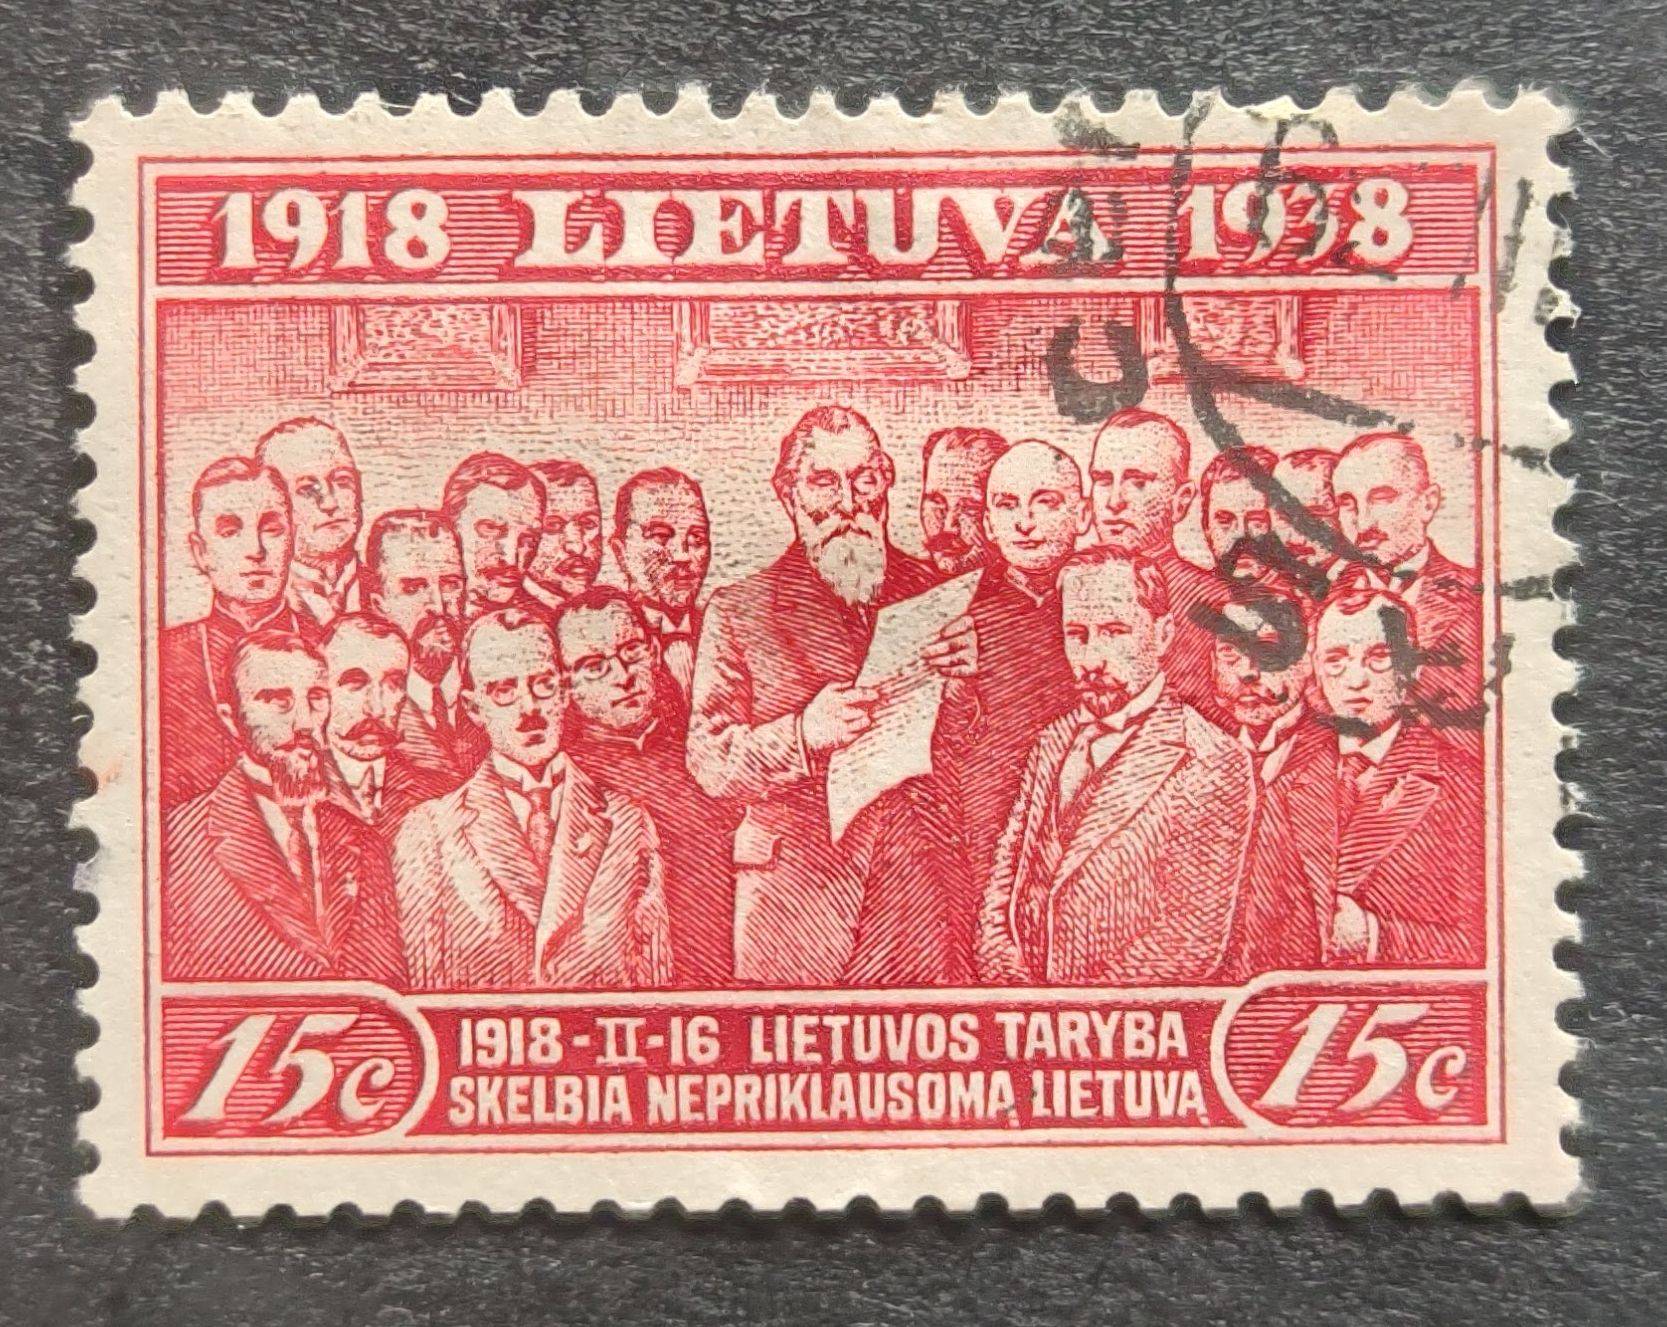 1918 LIETUVA 1938
1918-II-16 LIETUVOS TARYBA
SKELBIA NEPRIKLAUSOMĄ LIETUVĄ
15c
15c